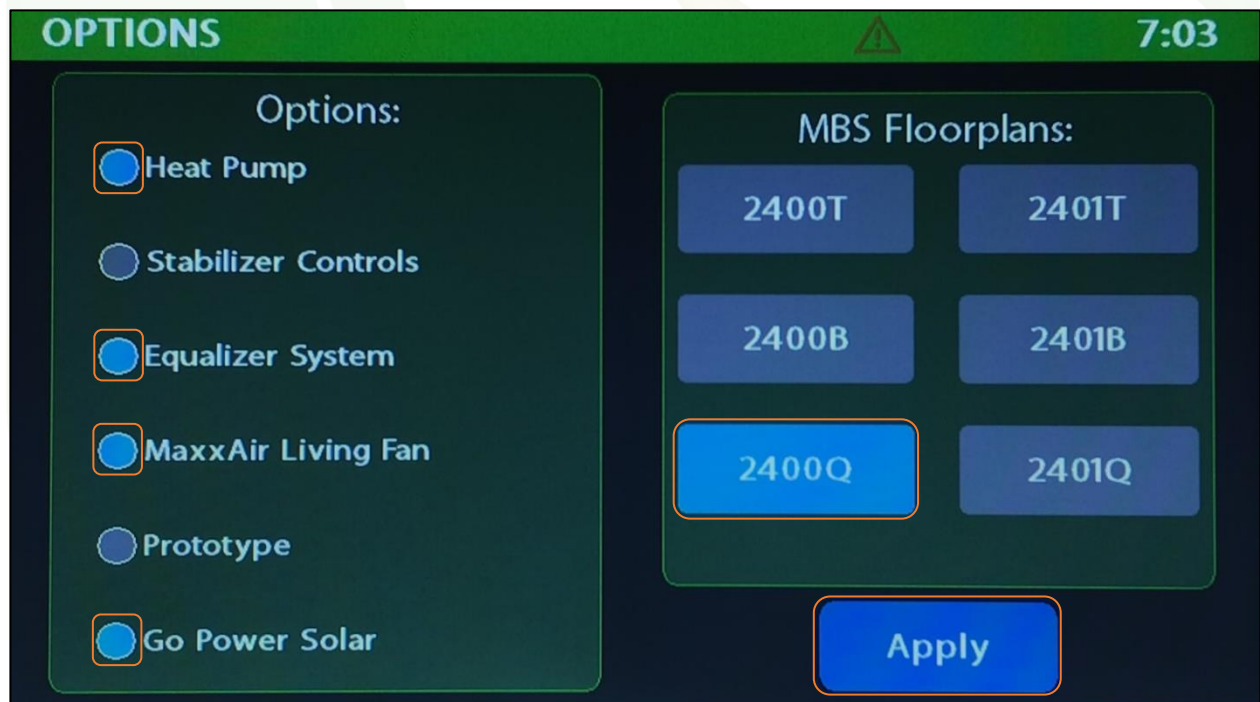 OPTIONS 7:03
Options:
Heat Pump
Stabilizer Controls
Equalizer System
MaxxAir Living Fan
Prototype
Go Power Solar
MBS Floorplans:
2400T 2401T
2400B 2401B
2400Q 2401Q
Apply